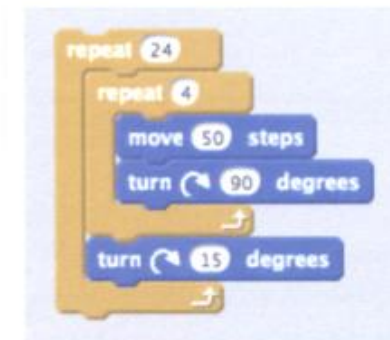 repeat 24
repeat 4
move 50 steps
turn 90 degrees
turn 15 degrees